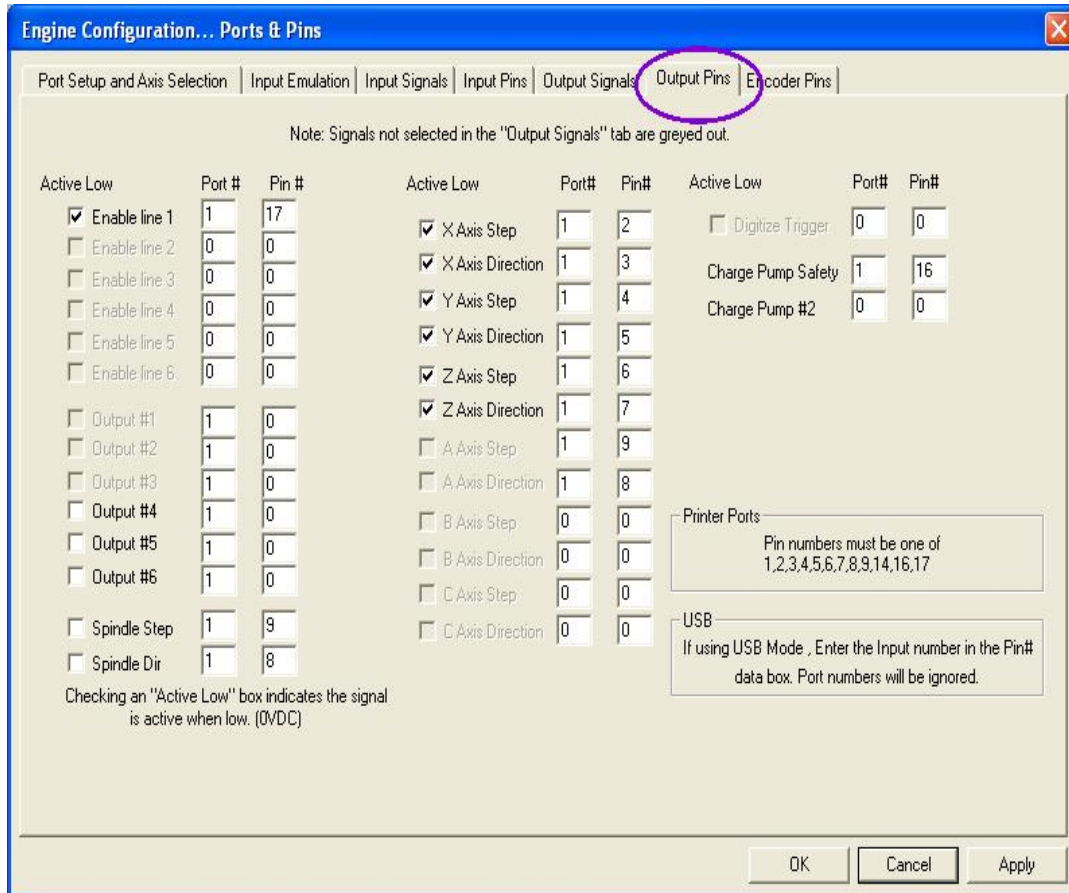 Engine Configuration... Ports & Pins
Port Setup and Axis Selection Input Emulation Input Signals Input Pins Output Signals Output Pins Encoder Pins
Note: Signals not selected in the "Output Signals" tab are greyed out.
Active Low Port # Pin #
Enable line 1 1 17
Enable line 2 0 0
Enable line 3 0 0
Enable line 4 0 0
Enable line 5 0 0
Enable line 6 0 0
Output #1 1 0
Output #2 1 0
Output #3 1 0
Output #4 1 0
Output #5 1 0
Output #6 1 0
Spindle Step 1 9
Spindle Dir 1 8
Checking an "Active Low" box indicates the signal
is active when low. (0VDC)
Active Low Port# Pin#
X Axis Step 1 2
X Axis Direction 1 3
Y Axis Step 1 4
Y Axis Direction 1 5
Z Axis Step 1 6
Z Axis Direction 1 7
A Axis Step 1 9
A Axis Direction 1 8
B Axis Step 0 0
B Axis Direction 0 0
C Axis Step 0 0
C Axis Direction 0 0
Active Low Port# Pin#
Digitize Trigger 0 0
Charge Pump Safety 1 16
Charge Pump #2 0 0
Printer Ports
Pin numbers must be one of
1,2,3,4,5,6,7,8,9,14,16,17
USB
If using USB Mode , Enter the Input number in the Pin#
data box. Port numbers will be ignored.
OK Cancel Apply